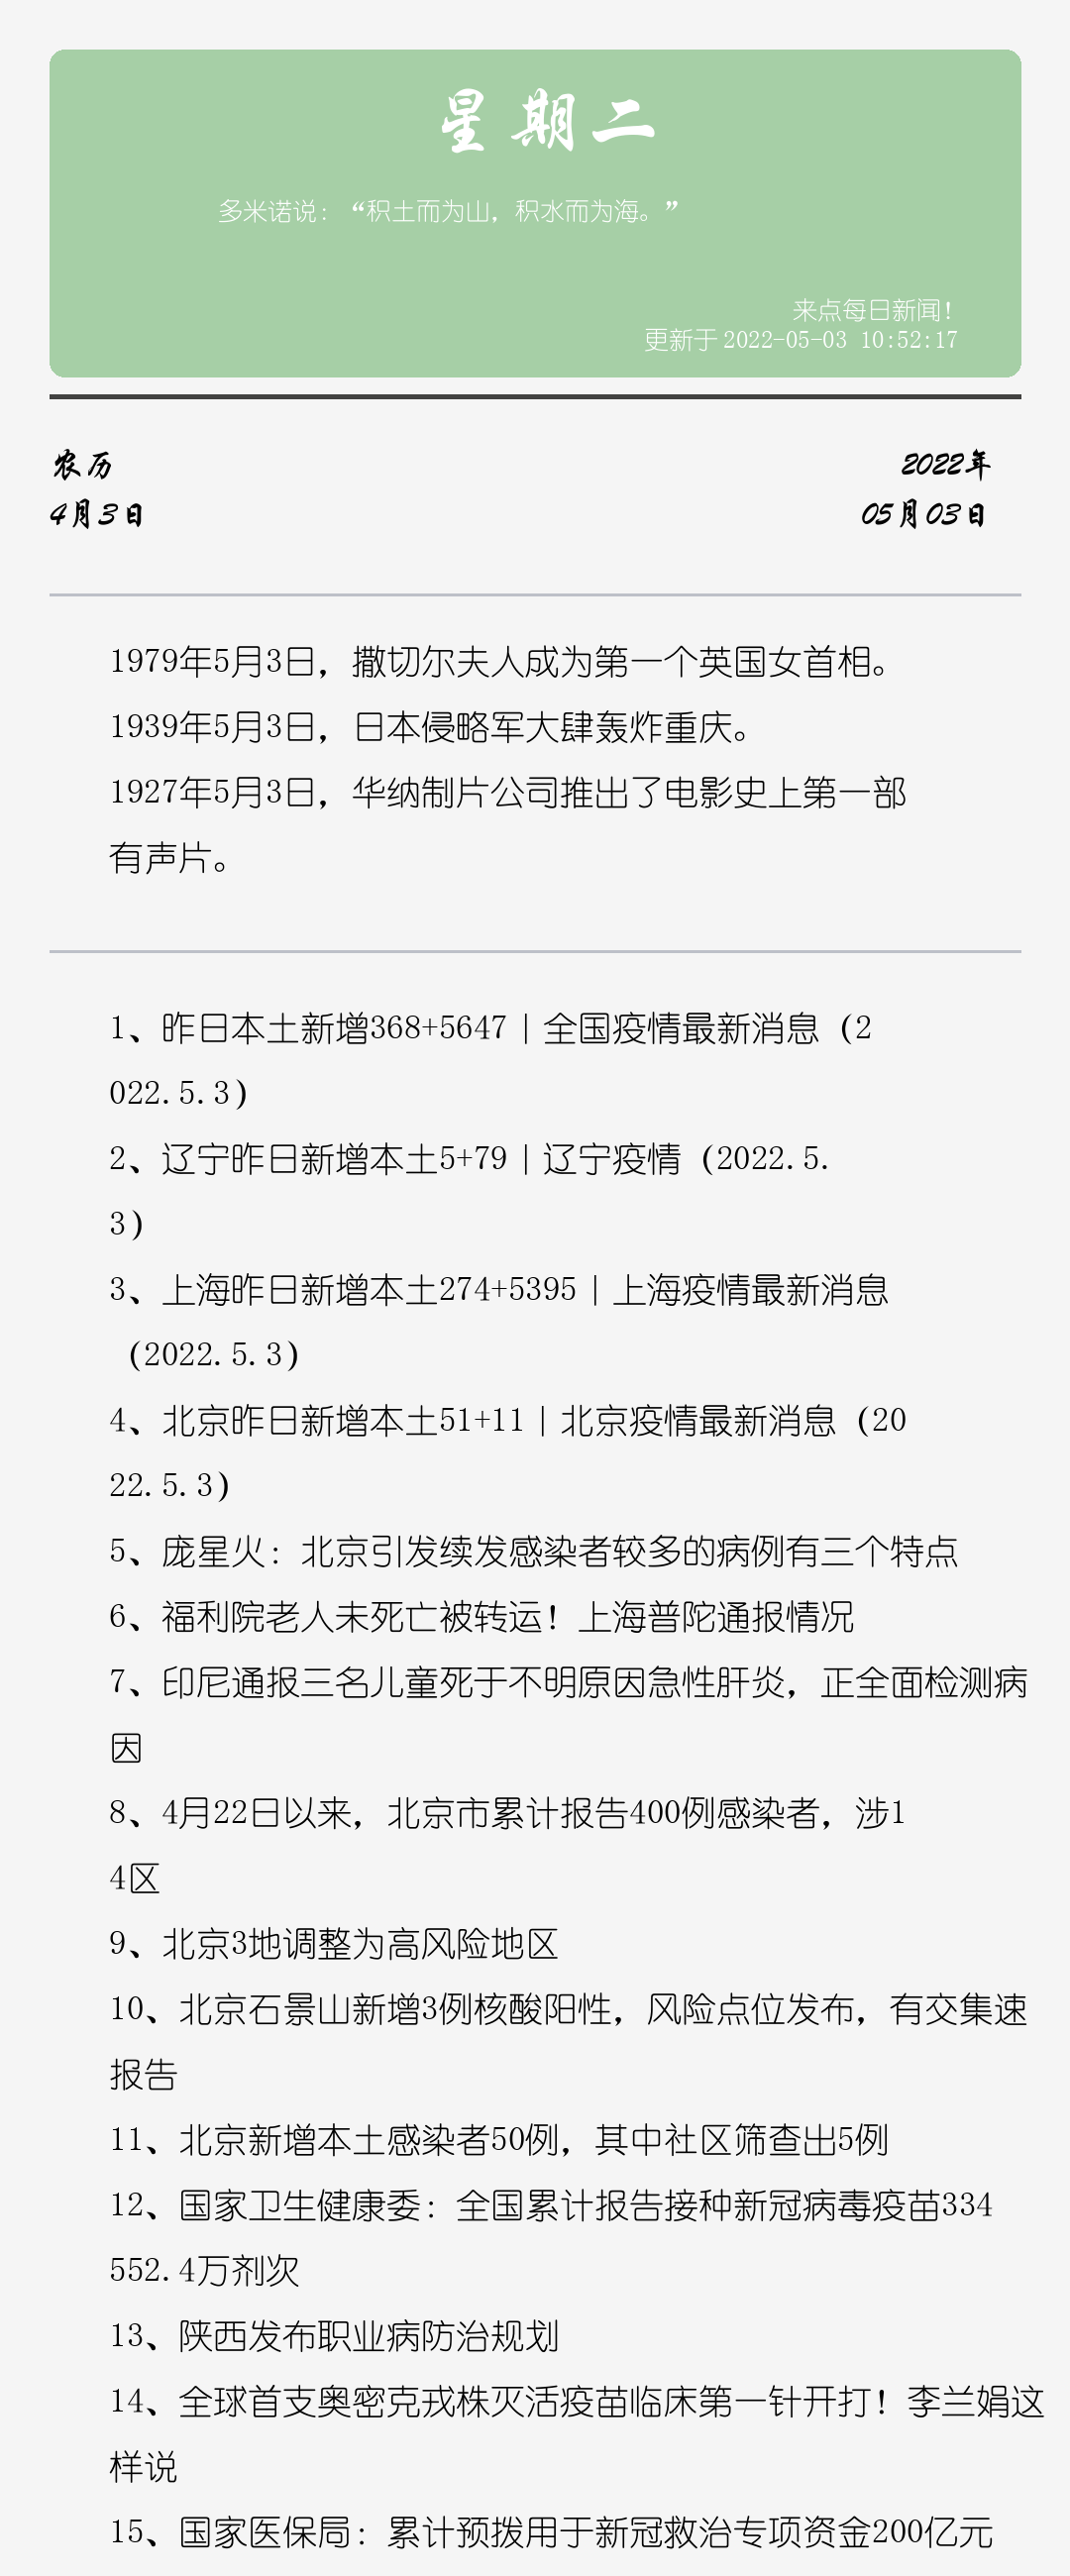 星期二
多米诺说：“积土而为山，积水而为海。”
来点每日新闻！
更新于 2022-05-03 10:52:17
农历
4月3日
2022年
05月03日
1979年5月3日，撒切尔夫人成为第一个英国女首相。
1939年5月3日，日本侵略军大肆轰炸重庆。
1927年5月3日，华纳制片公司推出了电影史上第一部
有声片。
1、昨日本土新增368+5647｜全国疫情最新消息（2
022.5.3）
2、辽宁昨日新增本土5+79｜辽宁疫情（2022.5.
3）
3、上海昨日新增本土274+5395｜上海疫情最新消息
（2022.5.3）
4、北京昨日新增本土51+11｜北京疫情最新消息（20
22.5.3）
5、庞星火：北京引发续发感染者较多的病例有三个特点
6、福利院老人未死亡被转运！上海普陀通报情况
7、印尼通报三名儿童死于不明原因急性肝炎，正全面检测病
因
8、4月22日以来，北京市累计报告400例感染者，涉1
4区
9、北京3地调整为高风险地区
10、北京石景山新增3例核酸阳性，风险点位发布，有交集速
报告
11、北京新增本土感染者50例，其中社区筛查出5例
12、国家卫生健康委：全国累计报告接种新冠病毒疫苗334
552.4万剂次
13、陕西发布职业病防治规划
14、全球首支奥密克戎株灭活疫苗临床第一针开打！李兰娟这
样说
15、国家医保局：累计预拨用于新冠救治专项资金200亿元